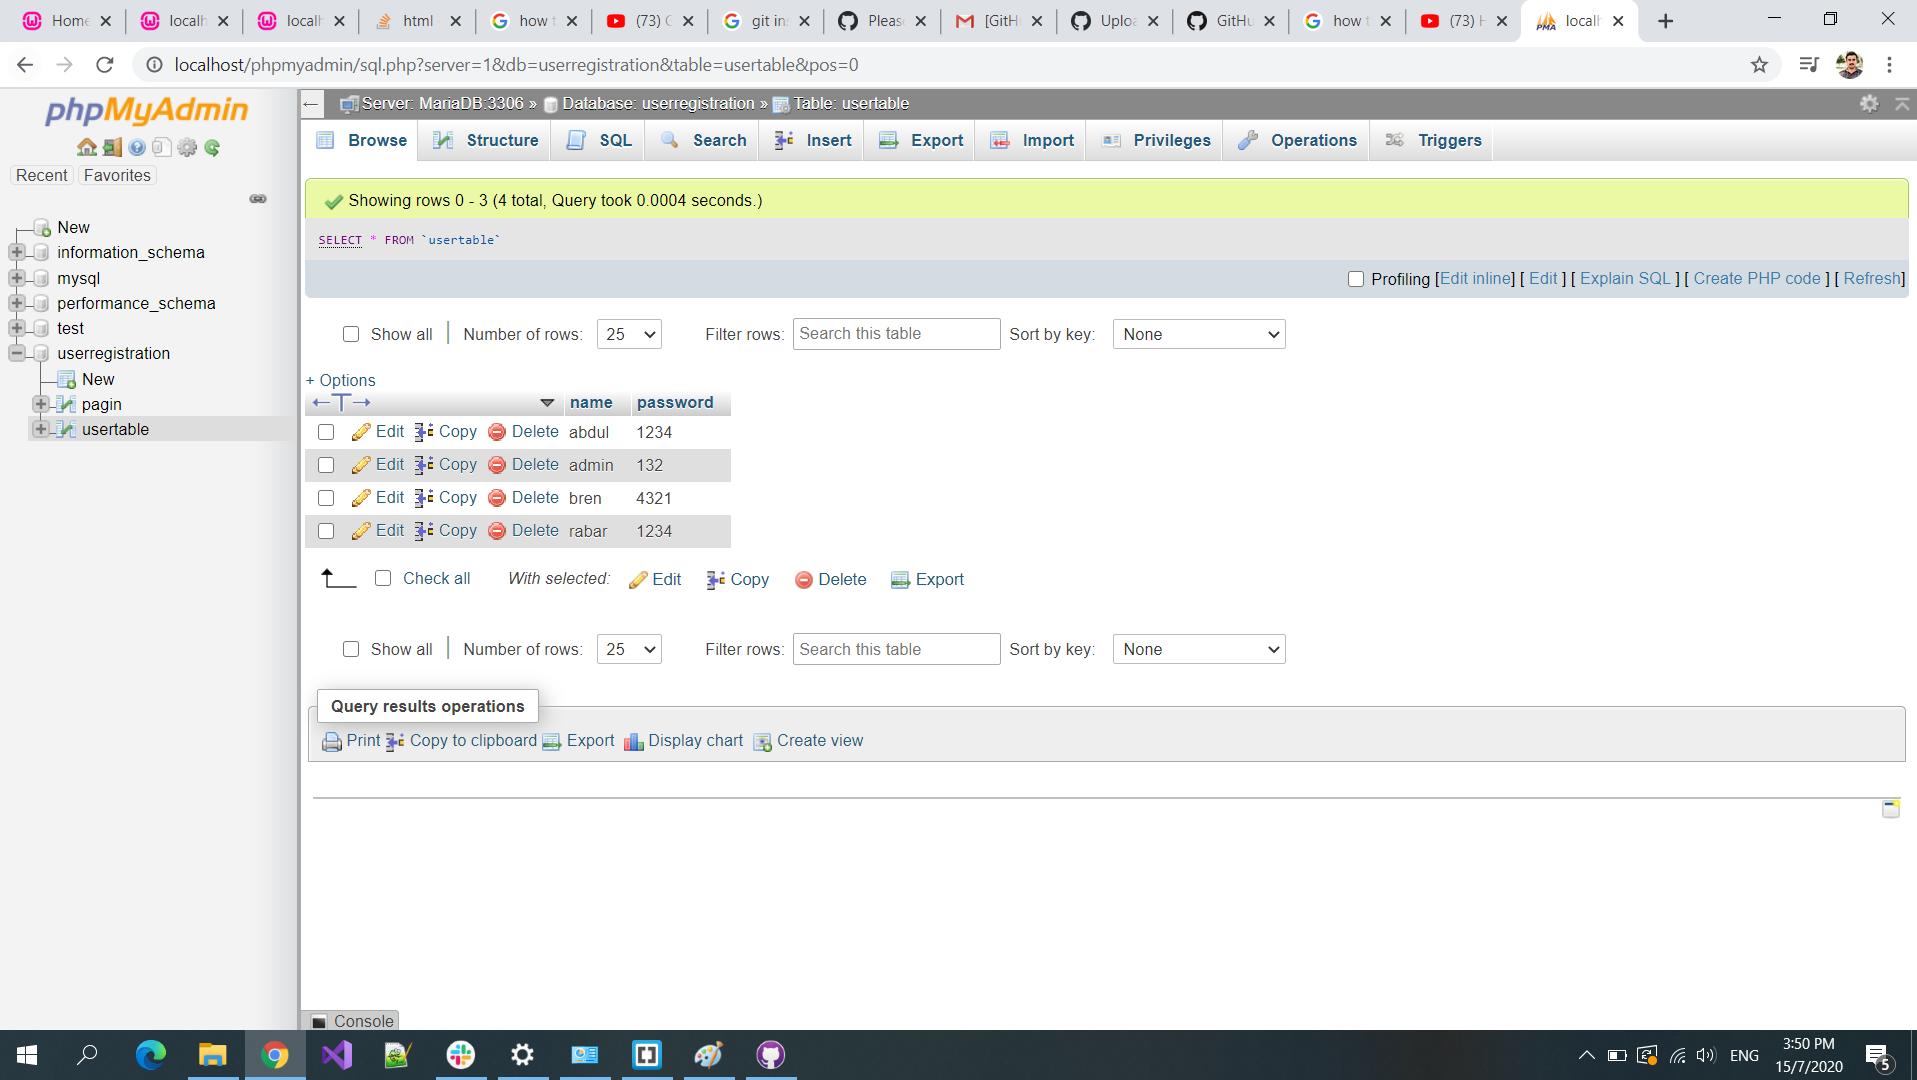 Home
localh
localh
html
how t
(73) C
git ins
Please
[GitHu
Uploa
GitHu
how t
(73) H
localh
localhost/phpmyadmin/sql.php?server=1&db=userregistration&table=usertable&pos=0
phpMyAdmin
Recent Favorites
New
information_schema
mysql
performance_schema
test
userregistration
New
pagin
usertable
Server: MariaDB:3306 » Database: userregistration » Table: usertable
Browse Structure SQL Search Insert Export Import Privileges Operations Triggers
Showing rows 0 - 3 (4 total, Query took 0.0004 seconds.)
SELECT * FROM `usertable`
Profiling [Edit inline] [ Edit ] [ Explain SQL ] [ Create PHP code ] [ Refresh]
Show all | Number of rows: 25 Filter rows: Search this table Sort by key: None
+ Options
←T→ name password
Edit Copy Delete abdul 1234
Edit Copy Delete admin 132
Edit Copy Delete bren 4321
Edit Copy Delete rabar 1234
Check all With selected: Edit Copy Delete Export
Show all | Number of rows: 25 Filter rows: Search this table Sort by key: None
Query results operations
Print Copy to clipboard Export Display chart Create view
Console
ENG
3:50 PM
15/7/2020
5